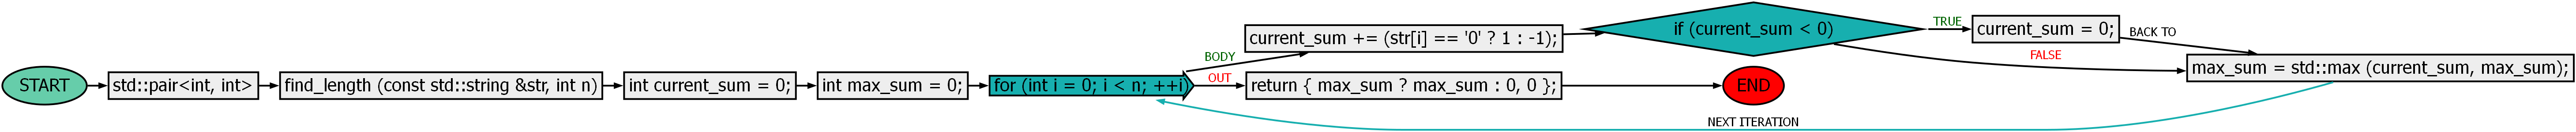 START
std::pair<int, int>
find_length (const std::string &str, int n)
int current_sum = 0;
int max_sum = 0;
for (int i = 0; i < n; ++i)
BODY
current_sum += (str[i] == '0' ? 1 : -1);
if (current_sum < 0)
TRUE
current_sum = 0;
BACK TO
FALSE
max_sum = std::max (current_sum, max_sum);
NEXT ITERATION
OUT
return { max_sum ? max_sum : 0, 0 };
END